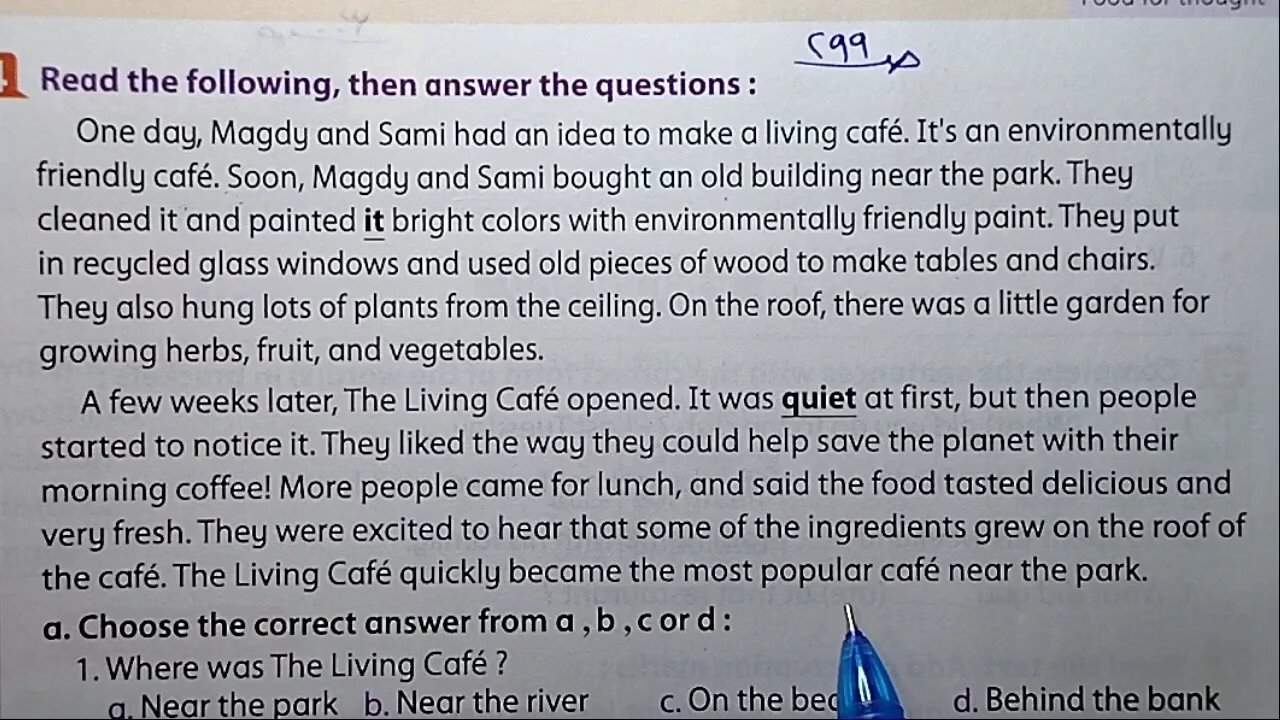 Food for thought
٢٩٩ ص
4 Read the following, then answer the questions :
One day, Magdy and Sami had an idea to make a living café. It's an environmentally
friendly café. Soon, Magdy and Sami bought an old building near the park. They
cleaned it and painted it bright colors with environmentally friendly paint. They put
in recycled glass windows and used old pieces of wood to make tables and chairs.
They also hung lots of plants from the ceiling. On the roof, there was a little garden for
growing herbs, fruit, and vegetables.
A few weeks later, The Living Café opened. It was quiet at first, but then people
started to notice it. They liked the way they could help save the planet with their
morning coffee! More people came for lunch, and said the food tasted delicious and
very fresh. They were excited to hear that some of the ingredients grew on the roof of
the café. The Living Café quickly became the most popular café near the park.
a. Choose the correct answer from a , b , c or d :
1. Where was The Living Café ?
a. Near the park b. Near the river c. On the d. Behind the bank